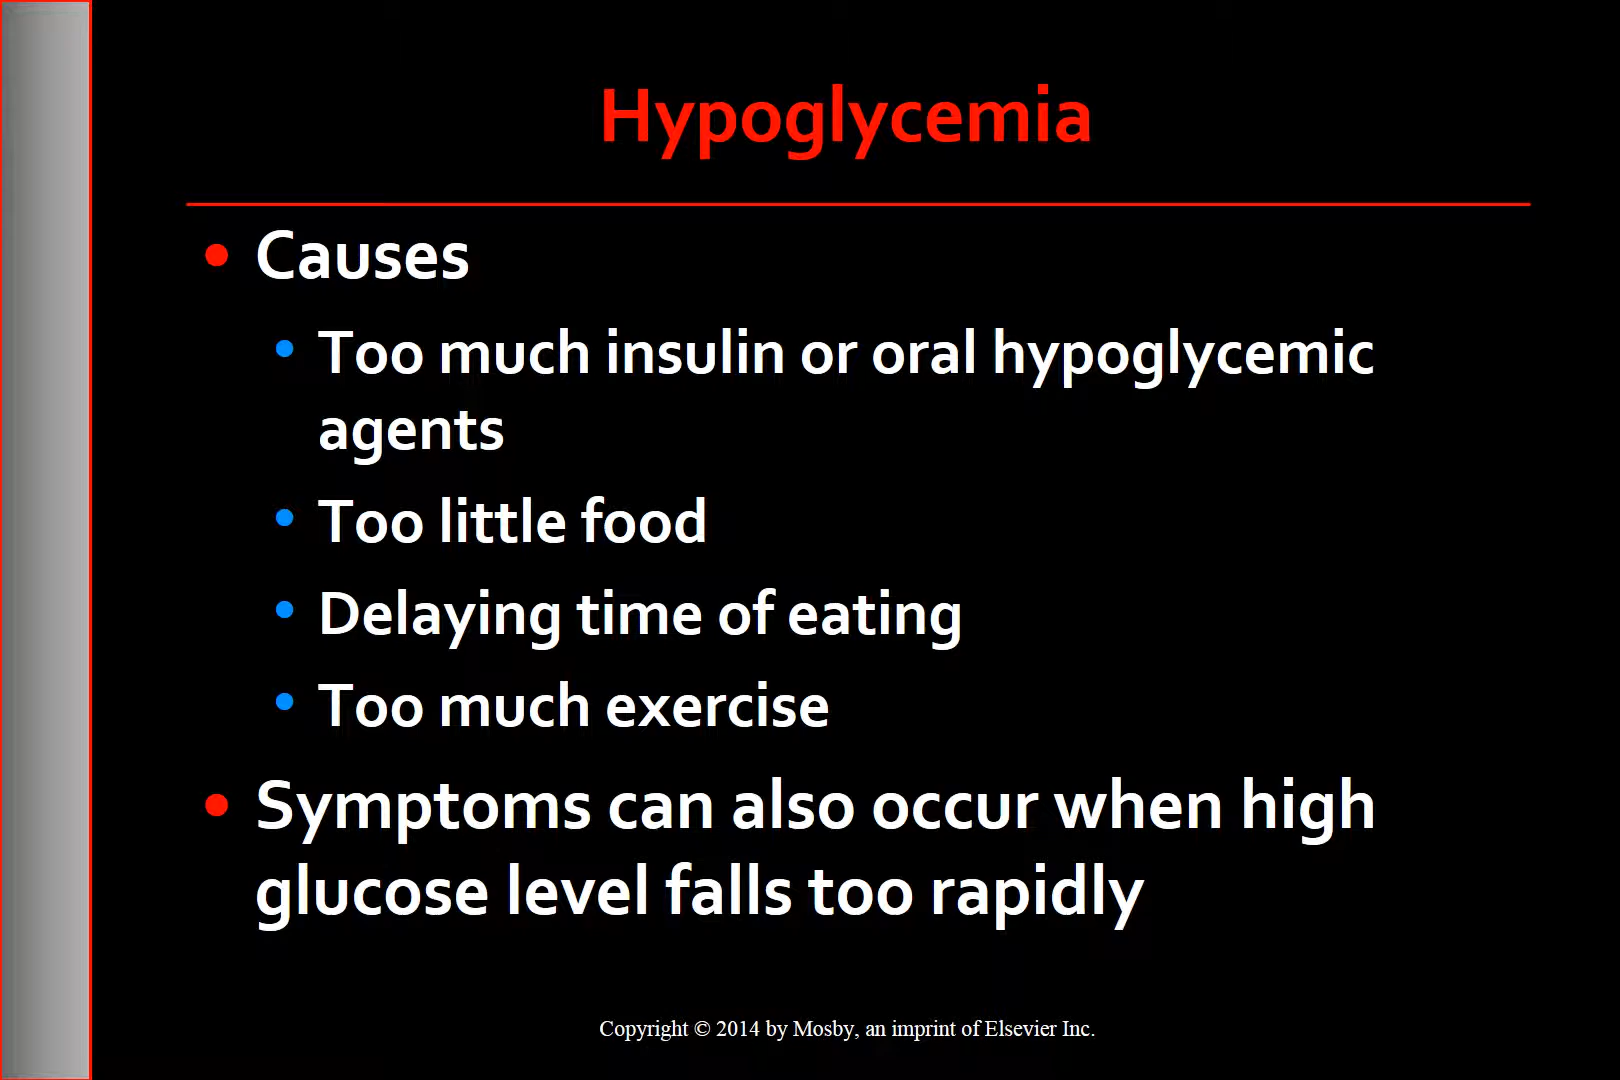 Hypoglycemia
• Causes
• Too much insulin or oral hypoglycemic
agents
• Too little food
• Delaying time of eating
• Too much exercise
• Symptoms can also occur when high
glucose level falls too rapidly
Copyright © 2014 by Mosby, an imprint of Elsevier Inc.